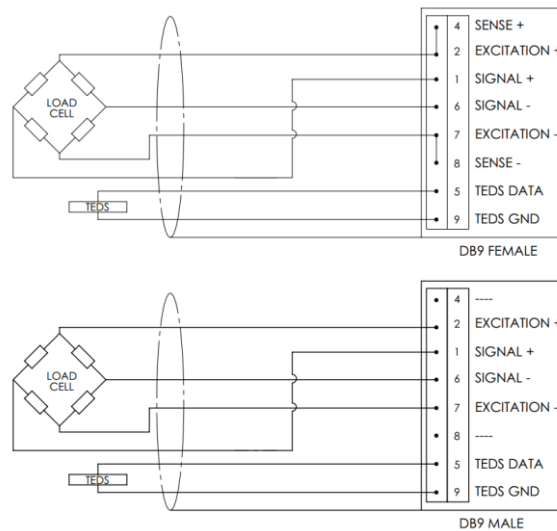 4 SENSE +
2 EXCITATION +
1 SIGNAL +
LOAD
CELL
6 SIGNAL -
7 EXCITATION -
8 SENSE -
5 TEDS DATA
TEDS
9 TEDS GND
DB9 FEMALE
4 ----
2 EXCITATION +
1 SIGNAL +
LOAD
CELL
6 SIGNAL -
7 EXCITATION -
8 ----
5 TEDS DATA
TEDS
9 TEDS GND
DB9 MALE